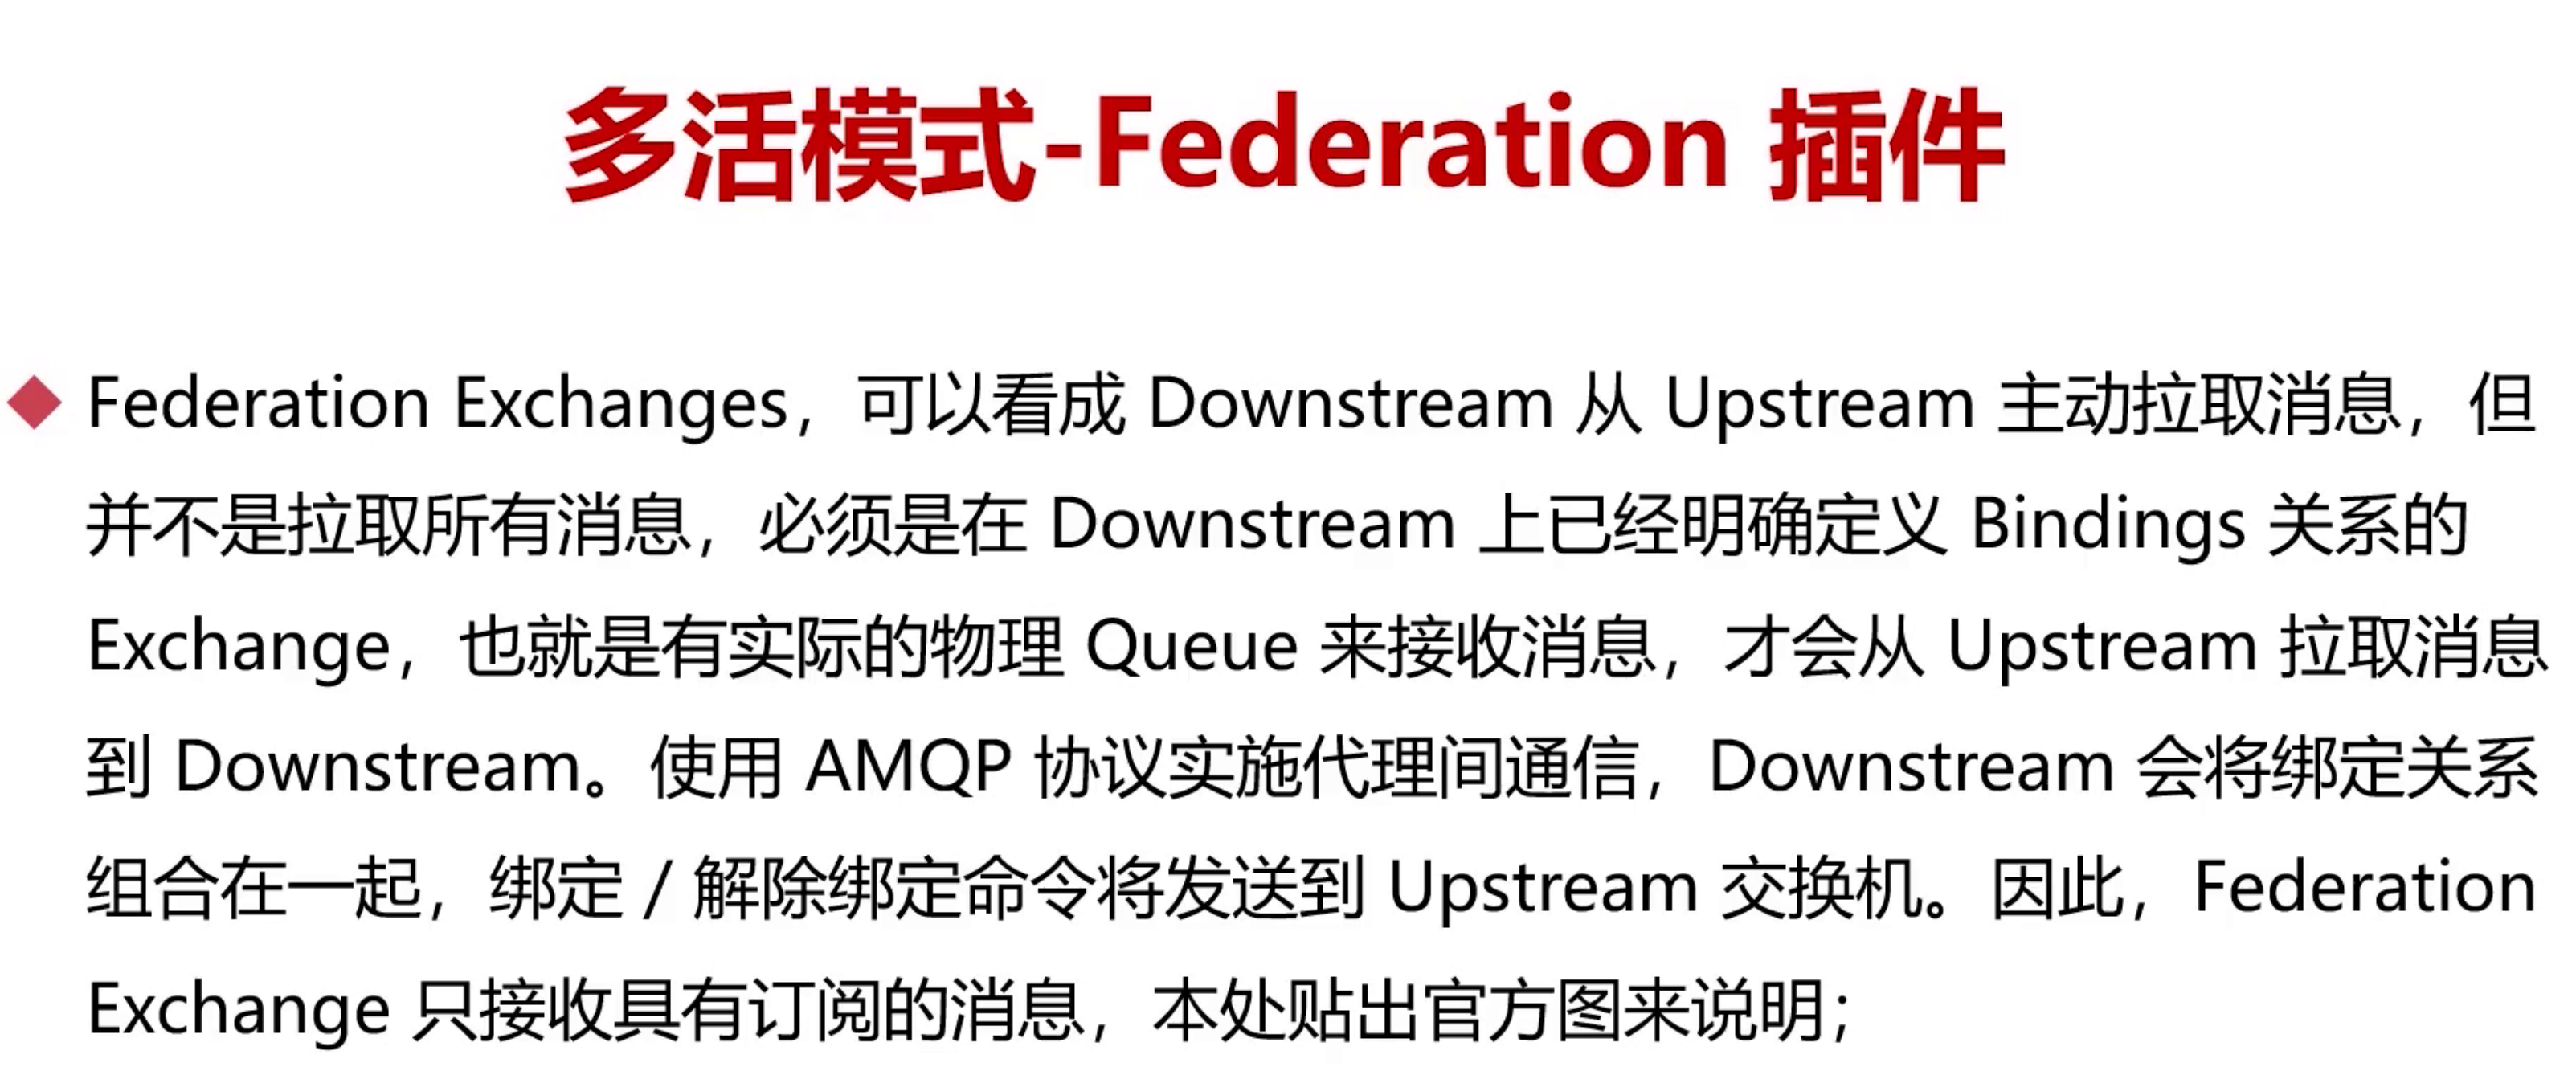 多活模式-Federation 插件
Federation Exchanges，可以看成 Downstream 从 Upstream 主动拉取消息，但
并不是拉取所有消息，必须是在 Downstream 上已经明确定义 Bindings 关系的
Exchange，也就是有实际的物理 Queue 来接收消息，才会从 Upstream 拉取消息
到 Downstream。使用 AMQP 协议实施代理间通信，Downstream 会将绑定关系
组合在一起，绑定 / 解除绑定命令将发送到 Upstream 交换机。因此，Federation
Exchange 只接收具有订阅的消息，本处贴出官方图来说明；